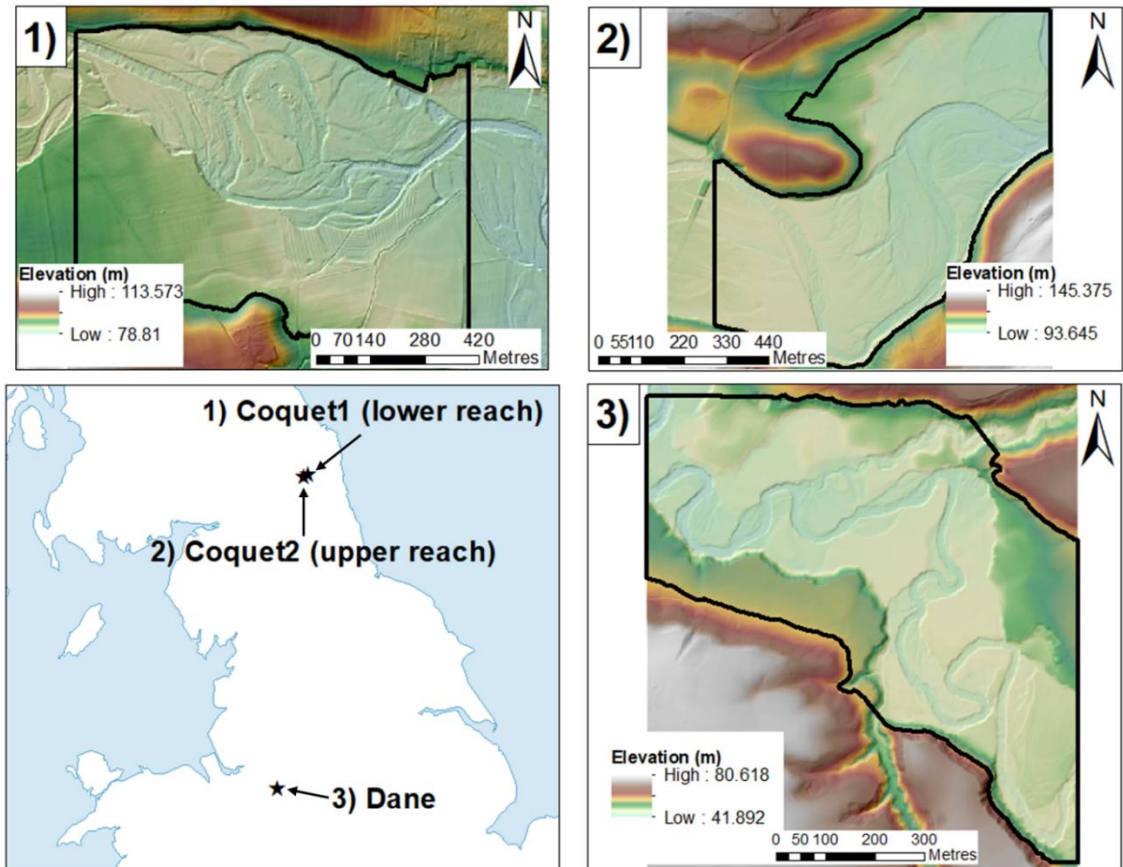 1)
N
Elevation (m)
High : 113.573
Low : 78.81
0 70 140 280 420
Metres
2)
N
Elevation (m)
High : 145.375
Low : 93.645
0 55110 220 330 440
Metres
1) Coquet1 (lower reach)
2) Coquet2 (upper reach)
3) Dane
3)
N
Elevation (m)
High : 80.618
Low : 41.892
0 50 100 200 300
Metres